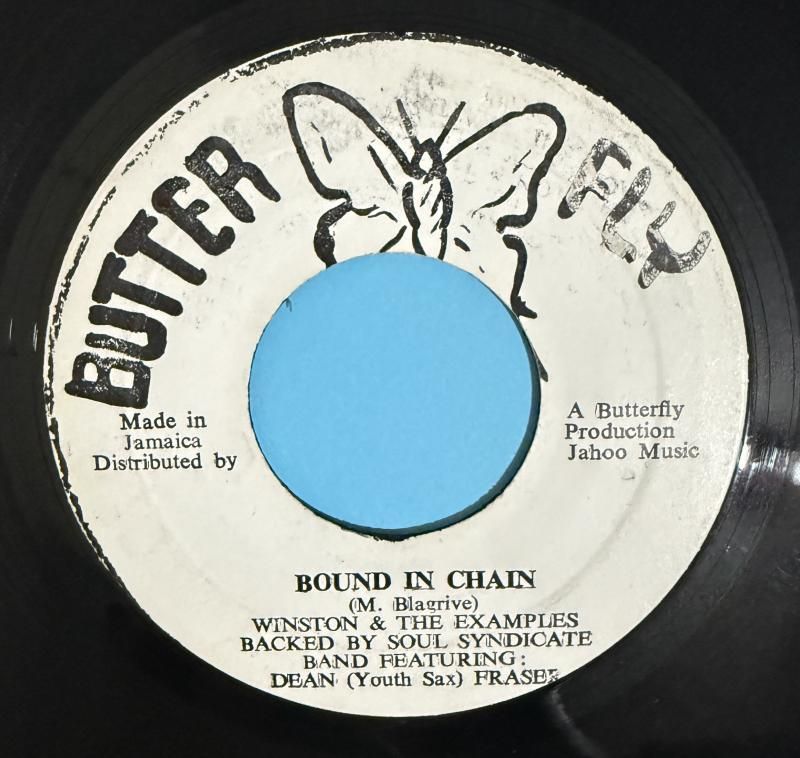 BUTTER FLY
Made in
Jamaica
Distributed by
A Butterfly
Production
Jahoo Music
BOUND IN CHAIN
(M. Blagrive)
WINSTON & THE EXAMPLES
BACKED BY SOUL SYNDICATE
BAND FEATURING:
DEAN (Youth Sax) FRASER